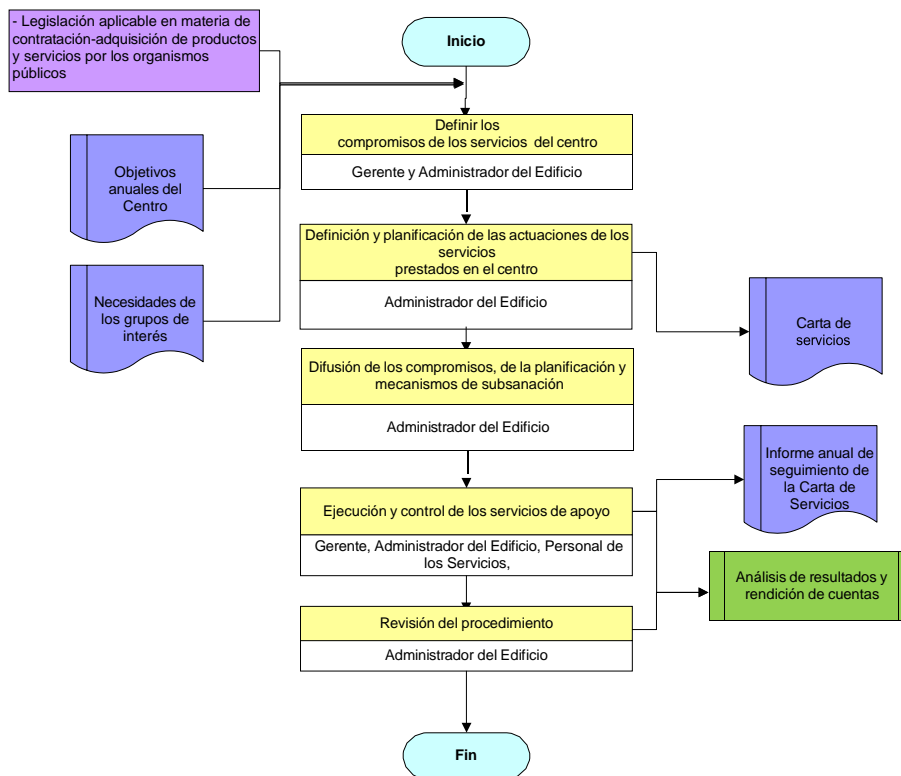 - Legislación aplicable en materia de
contratación-adquisición de productos
y servicios por los organismos
públicos
Inicio
Definir los
compromisos de los servicios del centro
Gerente y Administrador del Edificio
Objetivos
anuales del
Centro
Definición y planificación de las actuaciones de los
servicios
prestados en el centro
Administrador del Edificio
Necesidades de
los grupos de
interés
Carta de
servicios
Difusión de los compromisos, de la planificación y
mecanismos de subsanación
Administrador del Edificio
Informe anual de
seguimiento de
la Carta de
Servicios
Ejecución y control de los servicios de apoyo
Gerente, Administrador del Edificio, Personal de
los Servicios,
Análisis de resultados y
rendición de cuentas
Revisión del procedimiento
Administrador del Edificio
Fin